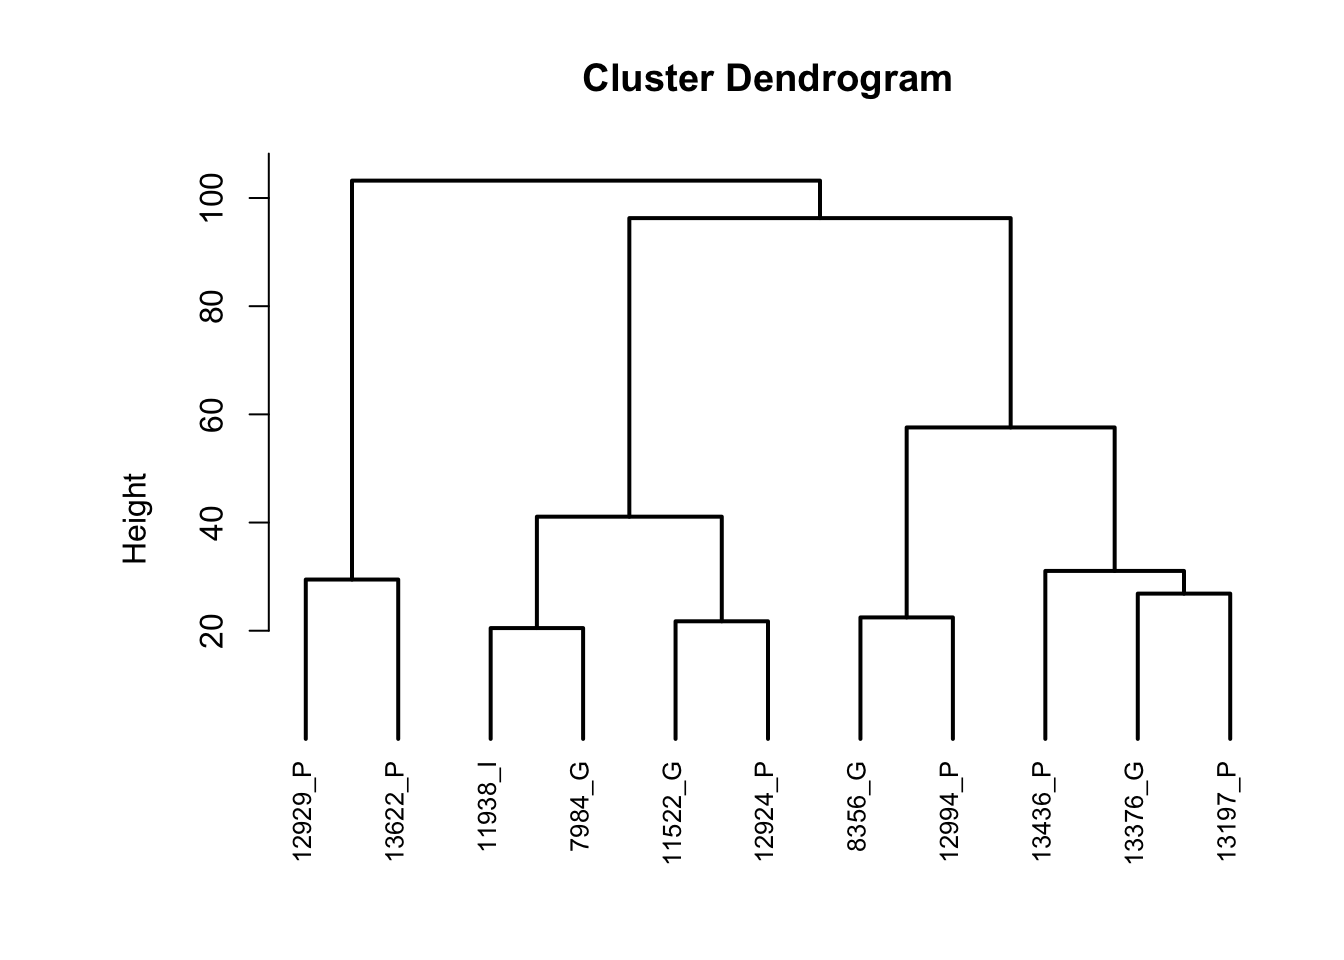 Cluster Dendrogram
Height
100
80
60
40
20
12929_P
13622_P
11938_I
7984_G
11522_G
12924_P
8356_G
12994_P
13436_P
13376_G
13197_P